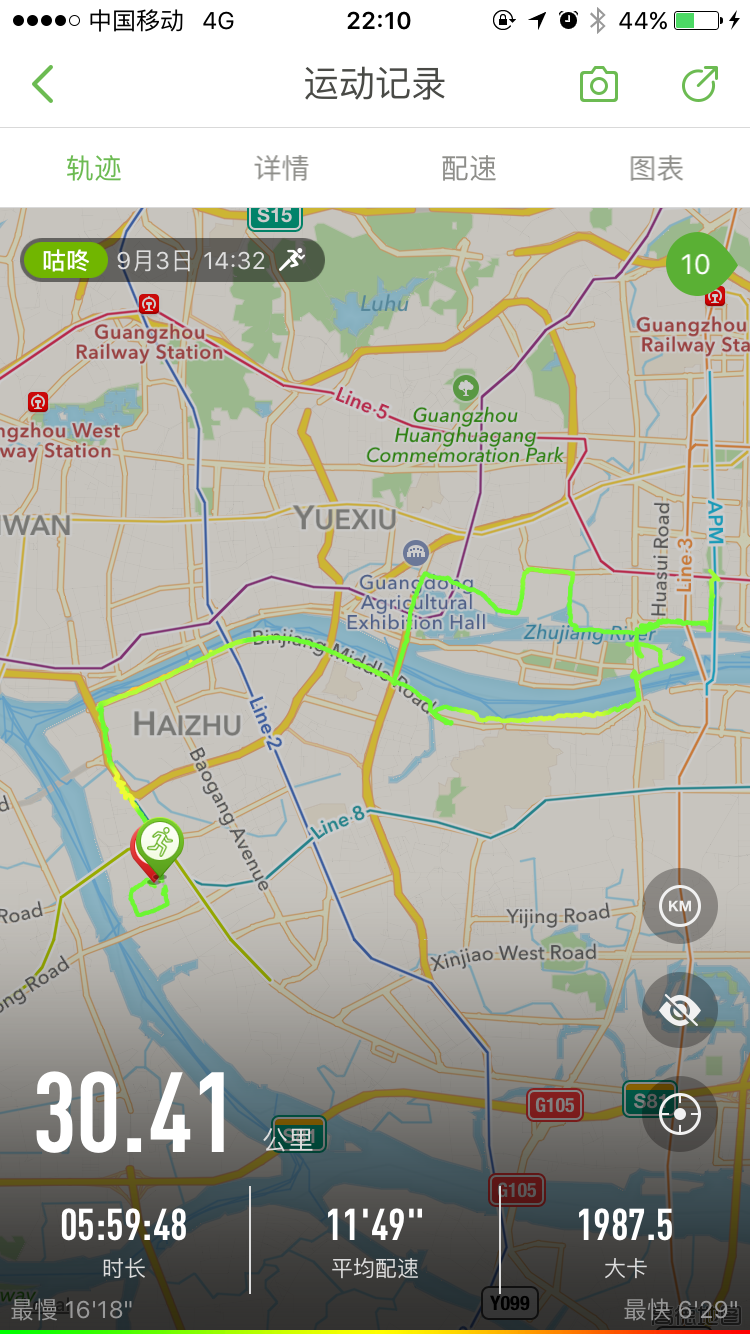 中国移动 4G 22:10 44%
运动记录
轨迹 详情 配速 图表
S15
咕咚 9月3日 14:32
10
Luhu
Guangzhou
Railway Station
Guangzhou
Railway Sta
Line 5
ngzhou West
way Station
Guangzhou
Huanghuagang
Commemoration Park
WAN
YUEXIU
Huasui Road
Line 3
APM
Guangdong
Agricultural
Exhibition Hall
Zhujiang River
Binjiang Middle Road
HAIZHU
Line 2
Baogang Avenue
Line 8
d
KM
Road
Yijing Road
Xinjiao West Road
ong Road
30.41 公里
G105
S81
G105
05:59:48 11'49" 1987.5
时长 平均配速 大卡
Y099
最慢 16'18" 最快 6'29"